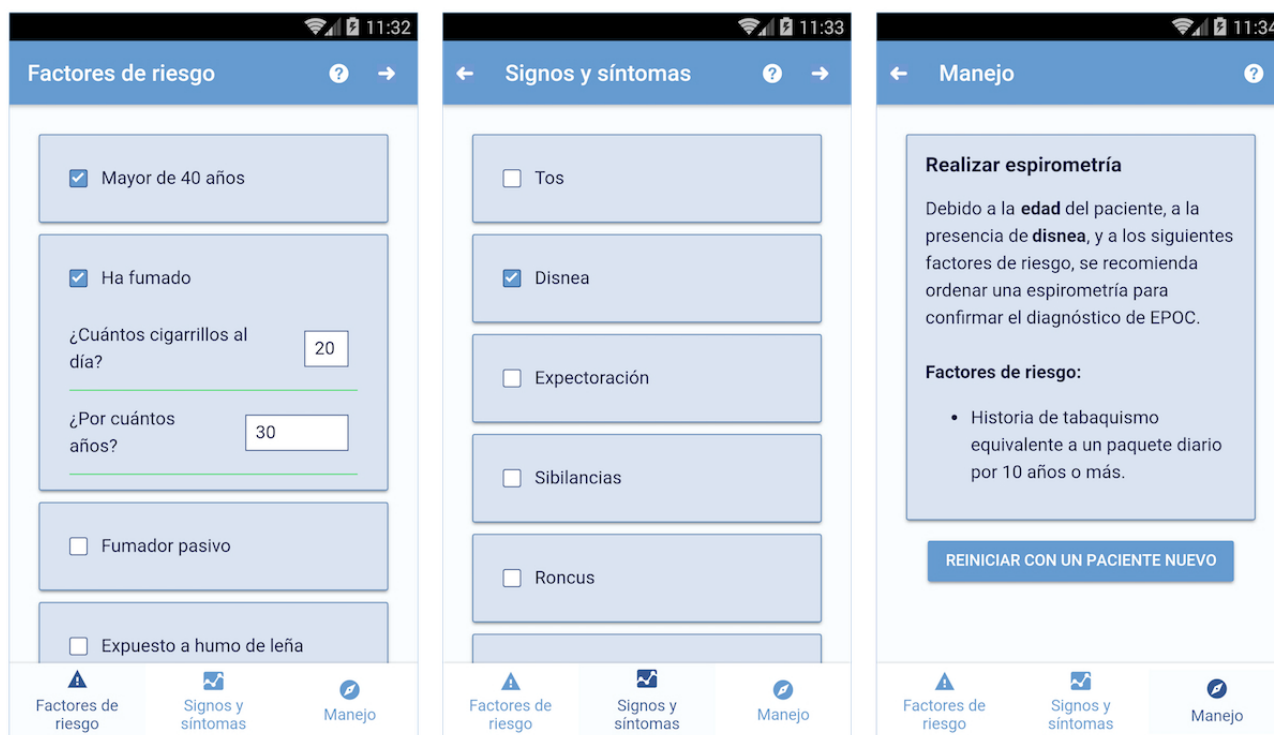 11:32
Factores de riesgo
?
Mayor de 40 años
Ha fumado
¿Cuántos cigarrillos al
día?
20
¿Por cuántos
años?
30
Fumador pasivo
Expuesto a humo de leña
Factores de
riesgo
Signos y
síntomas
Manejo
11:33
Signos y síntomas
?
Tos
Disnea
Expectoración
Sibilancias
Roncus
Factores de
riesgo
Signos y
síntomas
Manejo
11:34
Manejo
?
Realizar espirometría
Debido a la edad del paciente, a la
presencia de disnea, y a los siguientes
factores de riesgo, se recomienda
ordenar una espirometría para
confirmar el diagnóstico de EPOC.
Factores de riesgo:
• Historia de tabaquismo
equivalente a un paquete diario
por 10 años o más.
REINICIAR CON UN PACIENTE NUEVO
Factores de
riesgo
Signos y
síntomas
Manejo